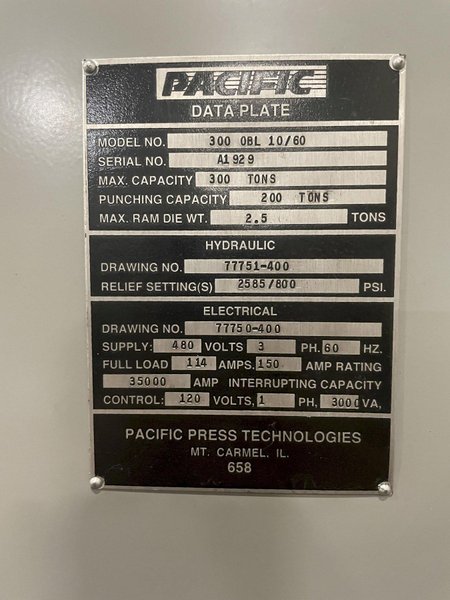 PACIFIC
DATA PLATE
MODEL NO. 300 OBL 10/60
SERIAL NO. A1929
MAX. CAPACITY 300 TONS
PUNCHING CAPACITY 200 TONS
MAX. RAM DIE WT. 2.5 TONS
HYDRAULIC
DRAWING NO. 77751-400
RELIEF SETTING(S) 2585/800 PSI.
ELECTRICAL
DRAWING NO. 77750-400
SUPPLY: 480 VOLTS 3 PH. 60 HZ.
FULL LOAD 114 AMPS. 150 AMP RATING
35000 AMP INTERRUPTING CAPACITY
CONTROL: 120 VOLTS, 1 PH, 3000 VA,
PACIFIC PRESS TECHNOLOGIES
MT. CARMEL, IL.
658